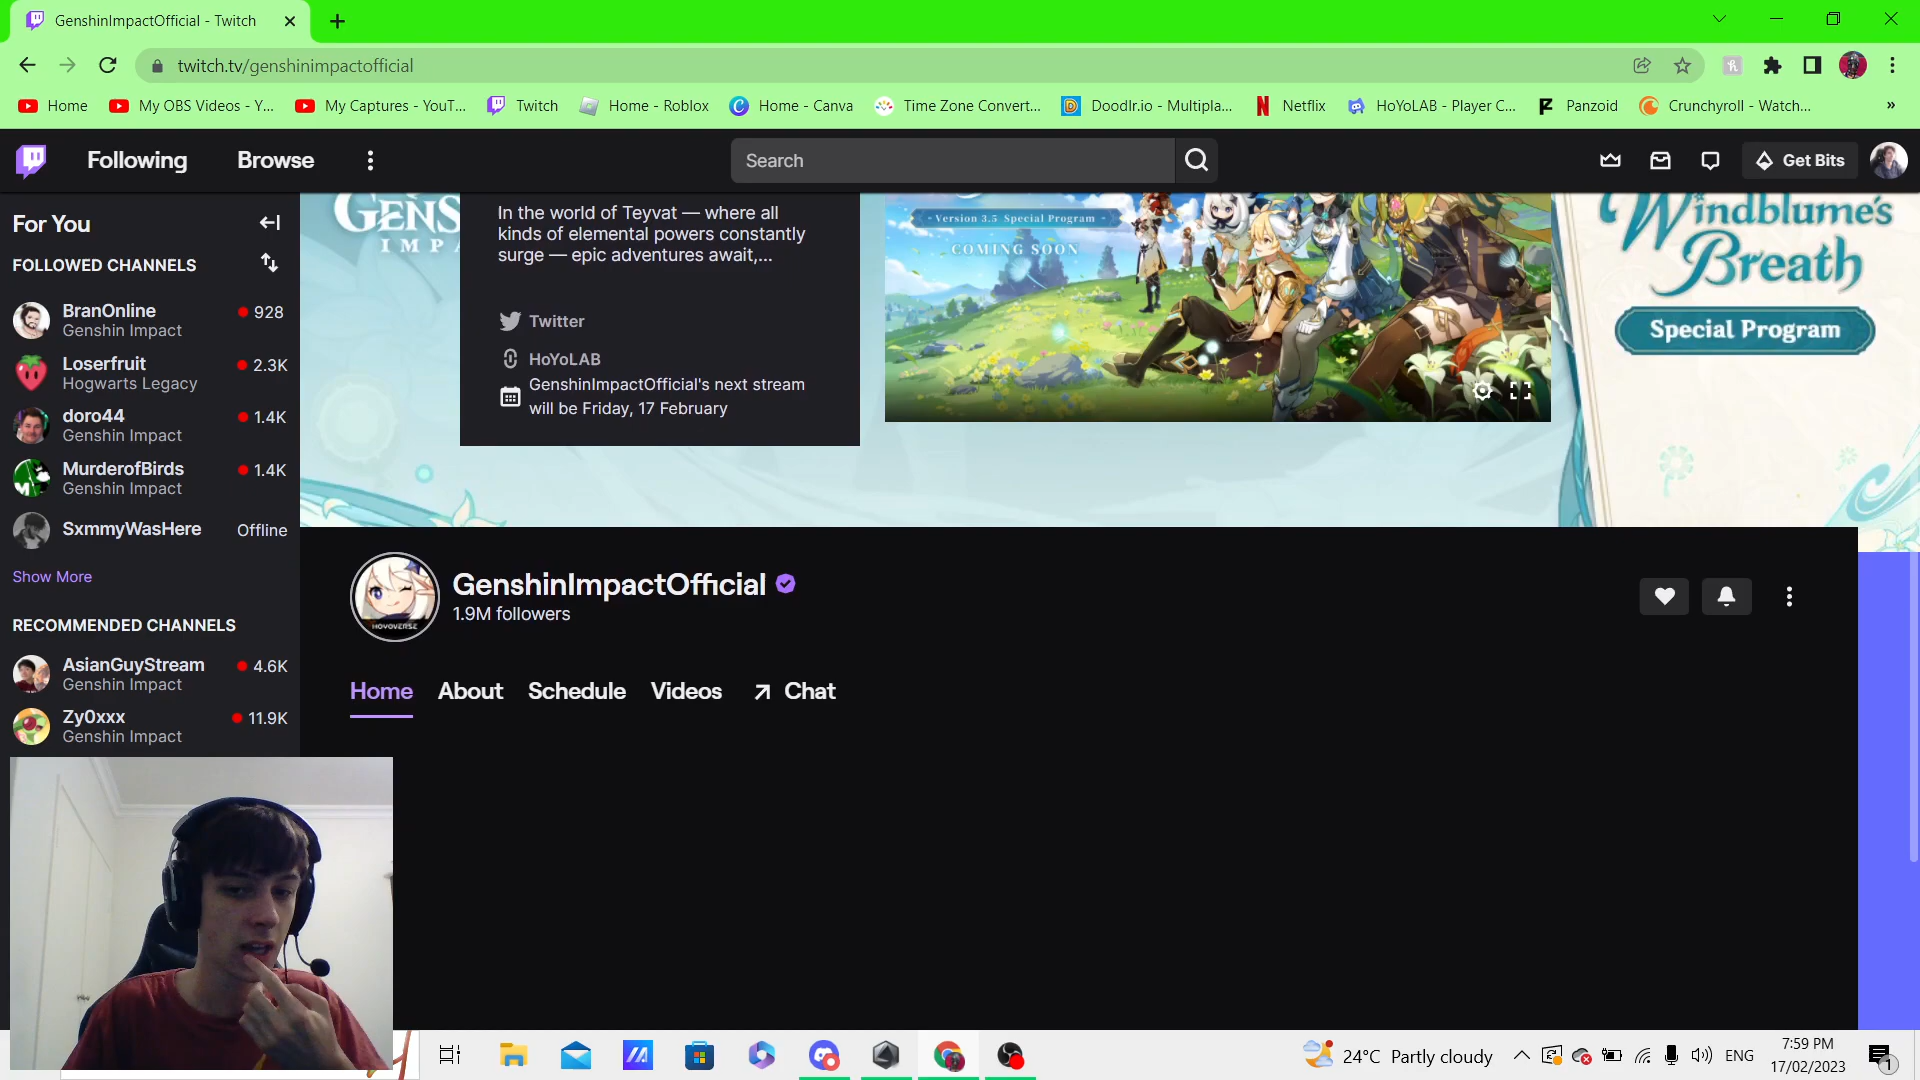 GenshinImpactOfficial - Twitch
twitch.tv/genshinimpactofficial
Home
My OBS Videos - Y...
My Captures - YouT...
Twitch
Home - Roblox
Home - Canva
Time Zone Convert...
Doodlr.io - Multipla...
Netflix
HoYoLAB - Player C...
Panzoid
Crunchyroll - Watch...
»
Following
Browse
Search
Get Bits
For You
FOLLOWED CHANNELS
BranOnline
928
Genshin Impact
Loserfruit
2.3K
Hogwarts Legacy
doro44
1.4K
Genshin Impact
MurderofBirds
1.4K
Genshin Impact
SxmmyWasHere
Offline
Show More
RECOMMENDED CHANNELS
AsianGuyStream
4.6K
Genshin Impact
Zy0xxx
11.9K
Genshin Impact
GENS
IMPA
In the world of Teyvat — where all
kinds of elemental powers constantly
surge — epic adventures await,...
Twitter
HoYoLAB
GenshinImpactOfficial's next stream
will be Friday, 17 February
- Version 3.5 Special Program -
COMING SOON
Windblume's
Breath
Special Program
HOYOVERSE
GenshinImpactOfficial
1.9M followers
Home
About
Schedule
Videos
Chat
24°C Partly cloudy
ENG
7:59 PM
17/02/2023
1